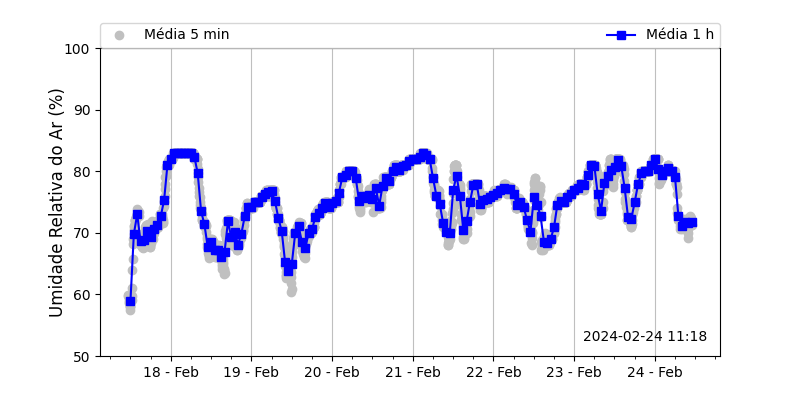 Média 5 min
Média 1 h
Umidade Relativa do Ar (%)
100
90
80
70
60
50
2024-02-24 11:18
18 - Feb
19 - Feb
20 - Feb
21 - Feb
22 - Feb
23 - Feb
24 - Feb